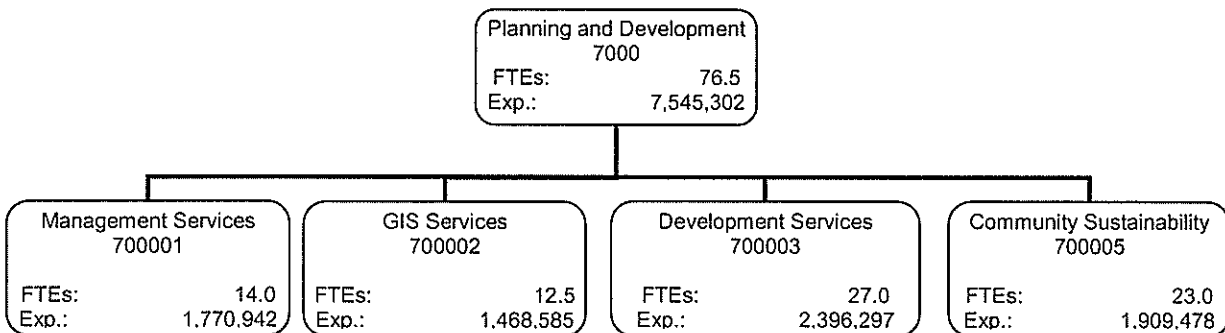 Planning and Development
7000
FTEs: 76.5
Exp.: 7,545,302
Management Services
700001
FTEs: 14.0
Exp.: 1,770,942
GIS Services
700002
FTEs: 12.5
Exp.: 1,468,585
Development Services
700003
FTEs: 27.0
Exp.: 2,396,297
Community Sustainability
700005
FTEs: 23.0
Exp.: 1,909,478